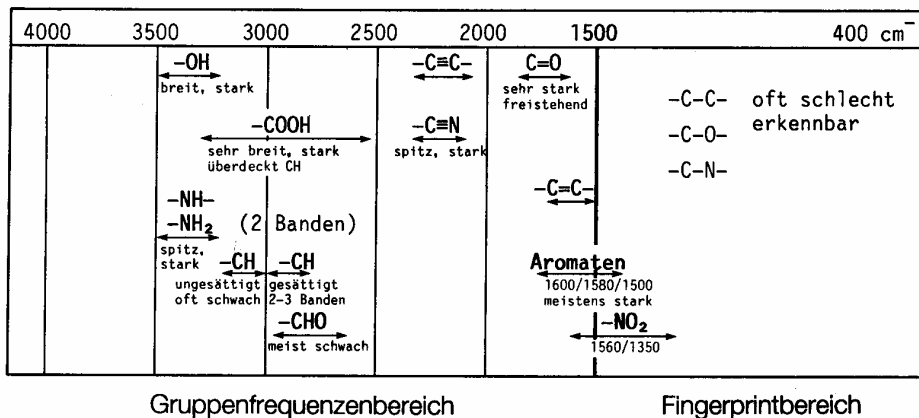 4000 3500 3000 2500 2000 1500 400 cm⁻
–OH
breit, stark
–C≡C–
C=O
sehr stark
freistehend
–C–C– oft schlecht
–C–O– erkennbar
–C–N–
–COOH
sehr breit, stark
überdeckt CH
–C≡N
spitz, stark
–C=C–
–NH–
–NH₂ (2 Banden)
spitz,
stark
–CH
ungesättigt
oft schwach
–CH
gesättigt
2–3 Banden
Aromaten
1600/1580/1500
meistens stark
–CHO
meist schwach
–NO₂
1560/1350
Gruppenfrequenzenbereich Fingerprintbereich